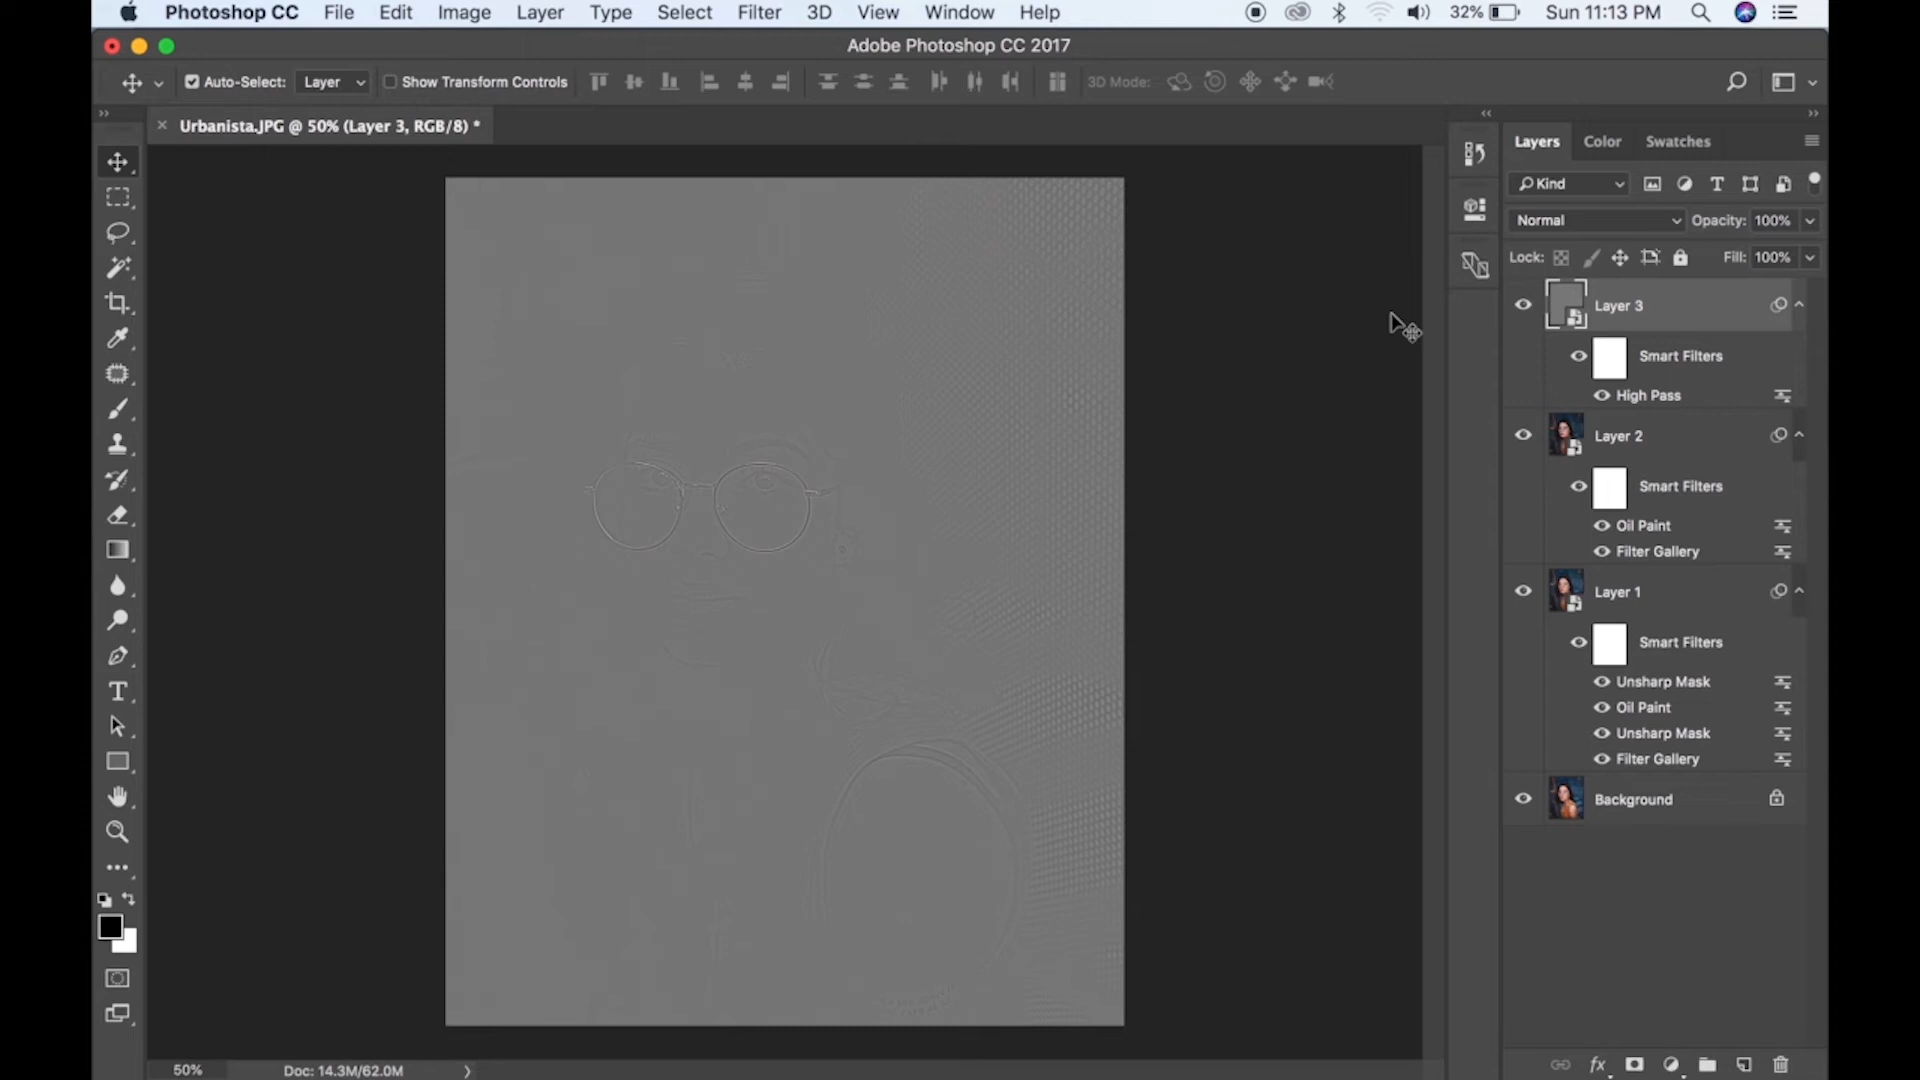 Photoshop CC File Edit Image Layer Type Select Filter 3D View Window Help 32% Sun 11:13 PM
Adobe Photoshop CC 2017
Auto-Select: Layer Show Transform Controls 3D Mode:
Urbanista.JPG @ 50% (Layer 3, RGB/8) *
Layers Color Swatches
Kind
Normal Opacity: 100%
Lock: Fill: 100%
Layer 3
Smart Filters
High Pass
Layer 2
Smart Filters
Oil Paint
Filter Gallery
Layer 1
Smart Filters
Unsharp Mask
Oil Paint
Unsharp Mask
Filter Gallery
Background
50% Doc: 14.3M/62.0M